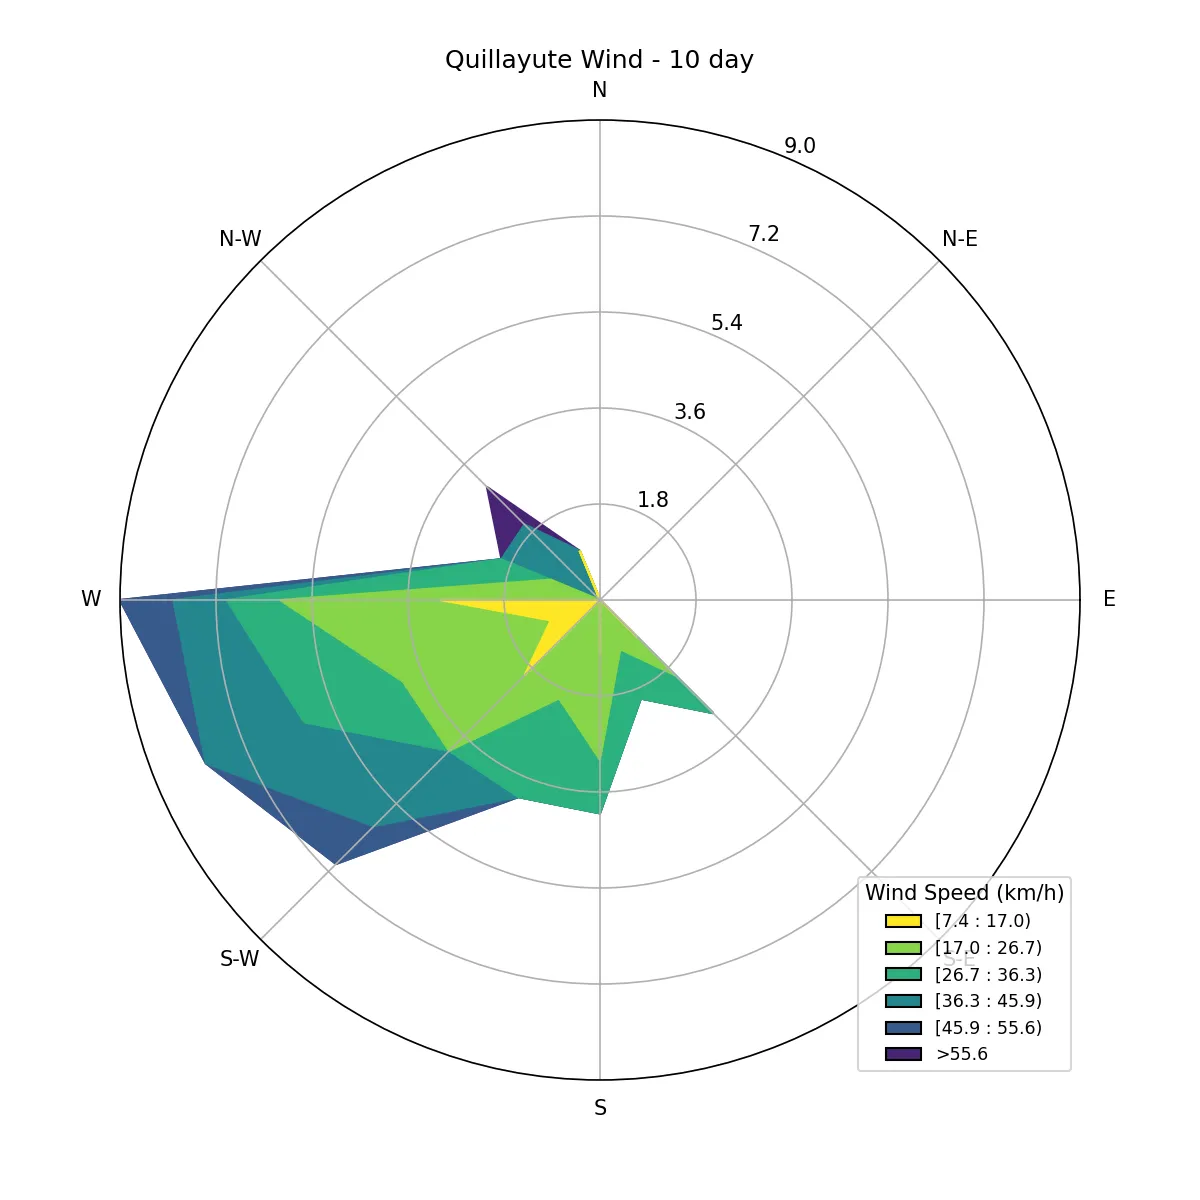 Quillayute Wind - 10 day
N
9.0
N-W
N-E
7.2
5.4
3.6
1.8
W
E
S-W
S-E
S
Wind Speed (km/h)
[7.4 : 17.0)
[17.0 : 26.7)
[26.7 : 36.3)
[36.3 : 45.9)
[45.9 : 55.6)
>55.6